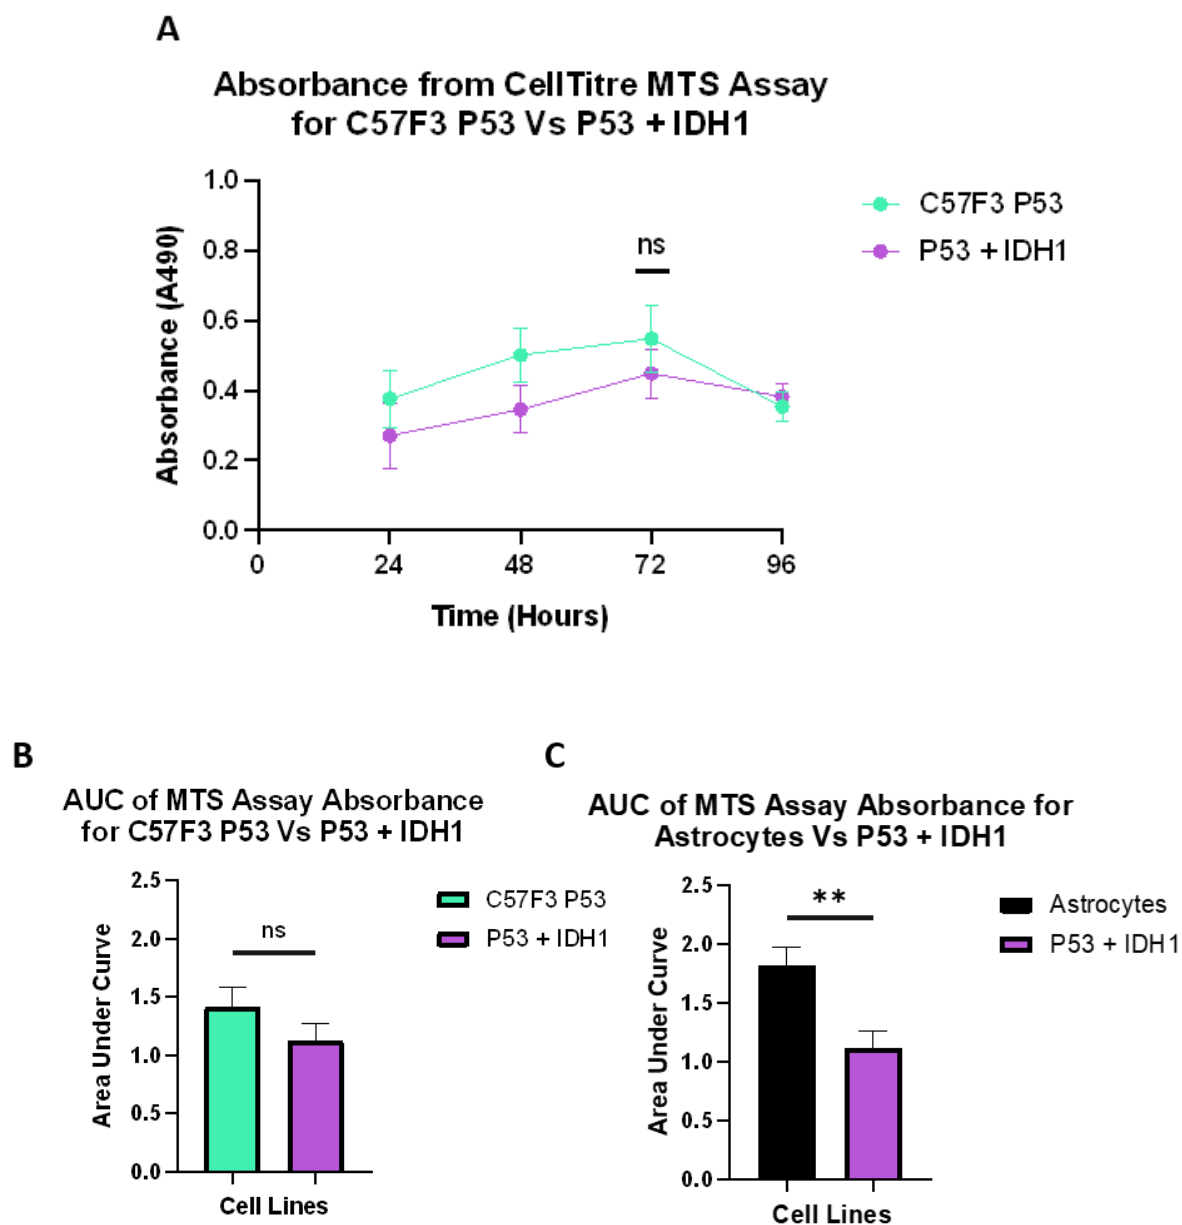 A
Absorbance from CellTitre MTS Assay
for C57F3 P53 Vs P53 + IDH1
1.0
0.8
0.6
0.4
0.2
0.0
Absorbance (A490)
ns
C57F3 P53
P53 + IDH1
0 24 48 72 96
Time (Hours)
B
AUC of MTS Assay Absorbance
for C57F3 P53 Vs P53 + IDH1
2.5
2.0
1.5
1.0
0.5
0.0
Area Under Curve
ns
C57F3 P53
P53 + IDH1
Cell Lines
C
AUC of MTS Assay Absorbance for
Astrocytes Vs P53 + IDH1
2.5
2.0
1.5
1.0
0.5
0.0
Area Under Curve
**
Astrocytes
P53 + IDH1
Cell Lines